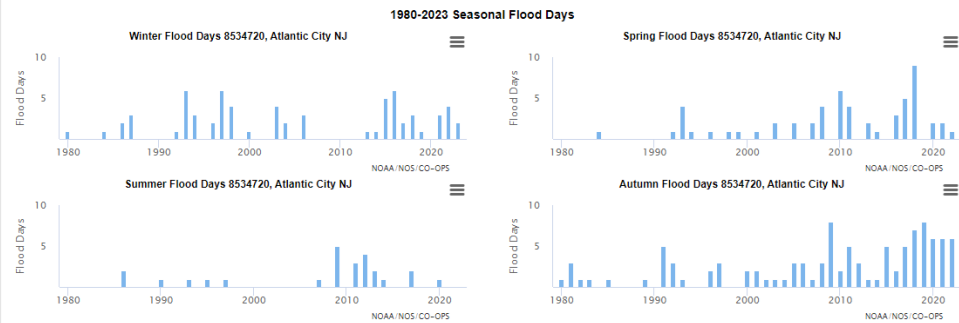 1980-2023 Seasonal Flood Days
Winter Flood Days 8534720, Atlantic City NJ
10
5
Flood Days
1980
1990
2000
2010
2020
NOAA/NOS/CO-OPS
Spring Flood Days 8534720, Atlantic City NJ
10
5
Flood Days
1980
1990
2000
2010
2020
NOAA/NOS/CO-OPS
Summer Flood Days 8534720, Atlantic City NJ
10
5
Flood Days
1980
1990
2000
2010
2020
NOAA/NOS/CO-OPS
Autumn Flood Days 8534720, Atlantic City NJ
10
5
Flood Days
1980
1990
2000
2010
2020
NOAA/NOS/CO-OPS